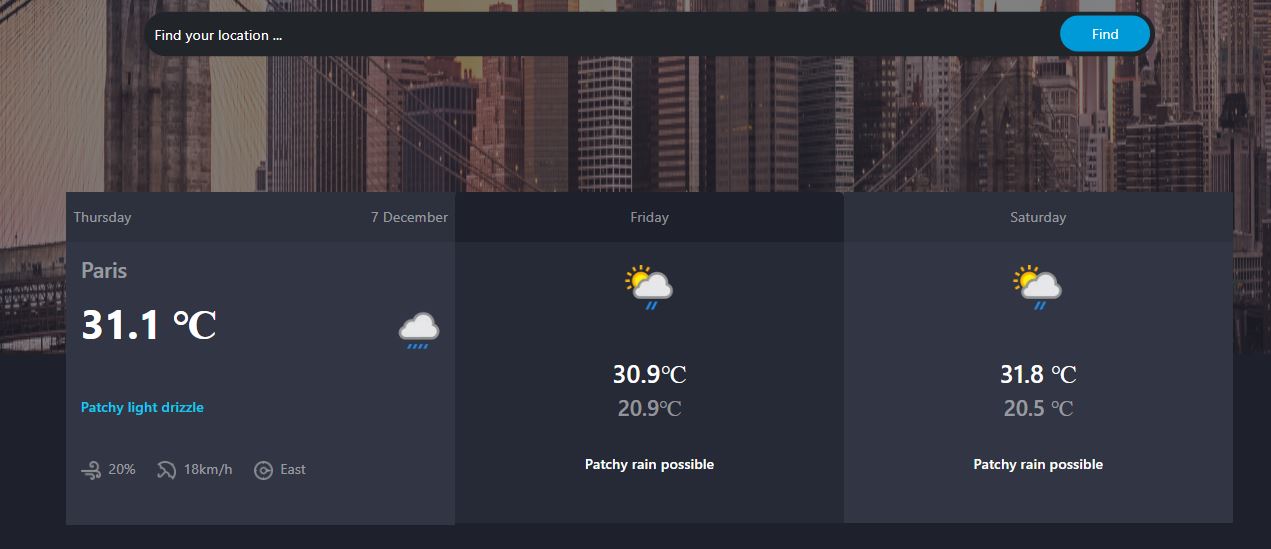 Find your location ...
Find
Thursday
7 December
Paris
31.1 °C
Patchy light drizzle
20%
18km/h
East
Friday
30.9°C
20.9°C
Patchy rain possible
Saturday
31.8 °C
20.5 °C
Patchy rain possible